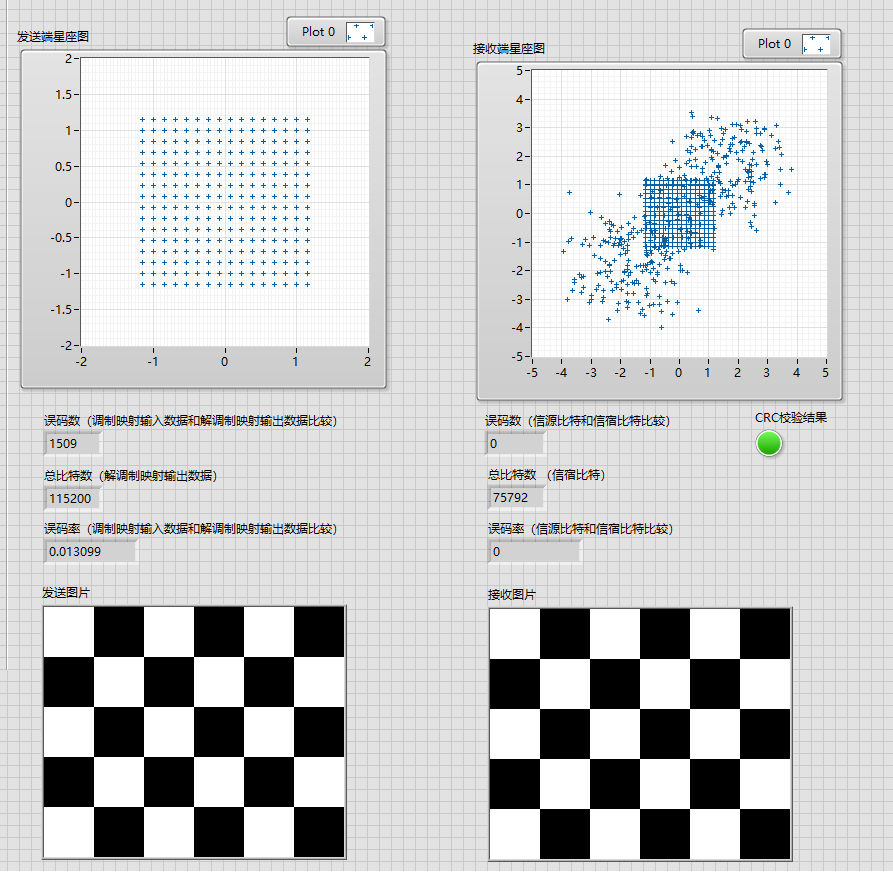 发送端星座图
Plot 0
2
1.5
1
0.5
0
-0.5
-1
-1.5
-2
-2 -1 0 1 2
接收端星座图
Plot 0
5
4
3
2
1
0
-1
-2
-3
-4
-5
-5 -4 -3 -2 -1 0 1 2 3 4 5
误码数（调制映射输入数据和解调制映射输出数据比较）
1509
总比特数（解调制映射输出数据）
115200
误码率（调制映射输入数据和解调制映射输出数据比较）
0.013099
误码数（信源比特和信宿比特比较）
0
CRC校验结果
总比特数 （信宿比特）
75792
误码率（信源比特和信宿比特比较）
0
发送图片
接收图片